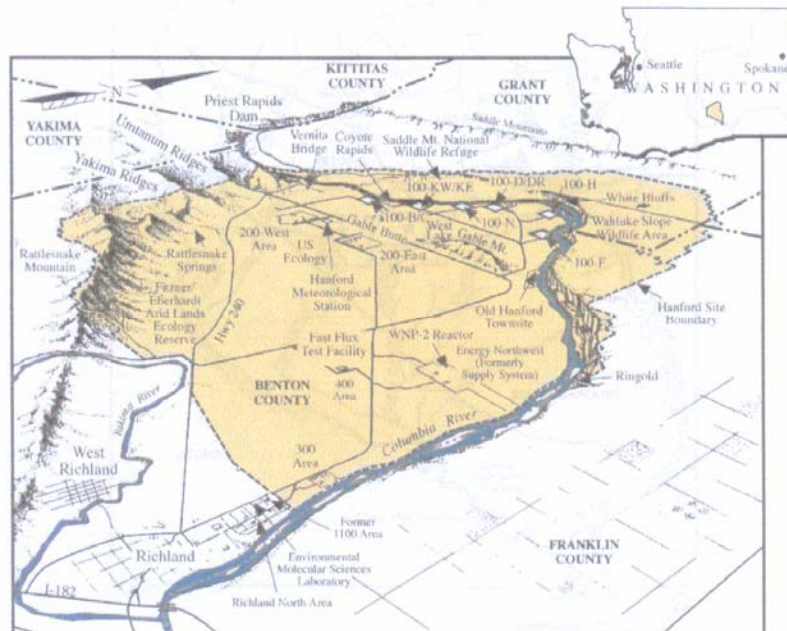 KITTITAS
COUNTY
GRANT
COUNTY
Seattle
Spokane
WASHINGTON
N
Priest Rapids
Dam
YAKIMA
COUNTY
Umtanum Ridges
Yakima Ridges
Vernita
Bridge
Coyote
Rapids
Saddle Mt. National
Wildlife Refuge
Saddle Mountains
100-KW/KE
100-D/DR
100-H
White Bluffs
100-B/C
100-N
Wahluke Slope
Wildlife Area
200-West
Area
US
Ecology
Gable Butte
West
Lake
Gable Mt.
200-East
Area
100-F
Rattlesnake
Mountain
Rattlesnake
Springs
Fitzner/
Eberhardt
Arid Lands
Ecology
Reserve
Hwy 240
Hanford
Meteorological
Station
Old Hanford
Townsite
Hanford Site
Boundary
Fast Flux
Test Facility
WNP-2 Reactor
Energy Northwest
(Formerly
Supply System)
Ringold
BENTON
COUNTY
400
Area
Yakima River
West
Richland
300
Area
Columbia River
Former
1100 Area
Richland
Environmental
Molecular Sciences
Laboratory
FRANKLIN
COUNTY
I-182
Richland North Area